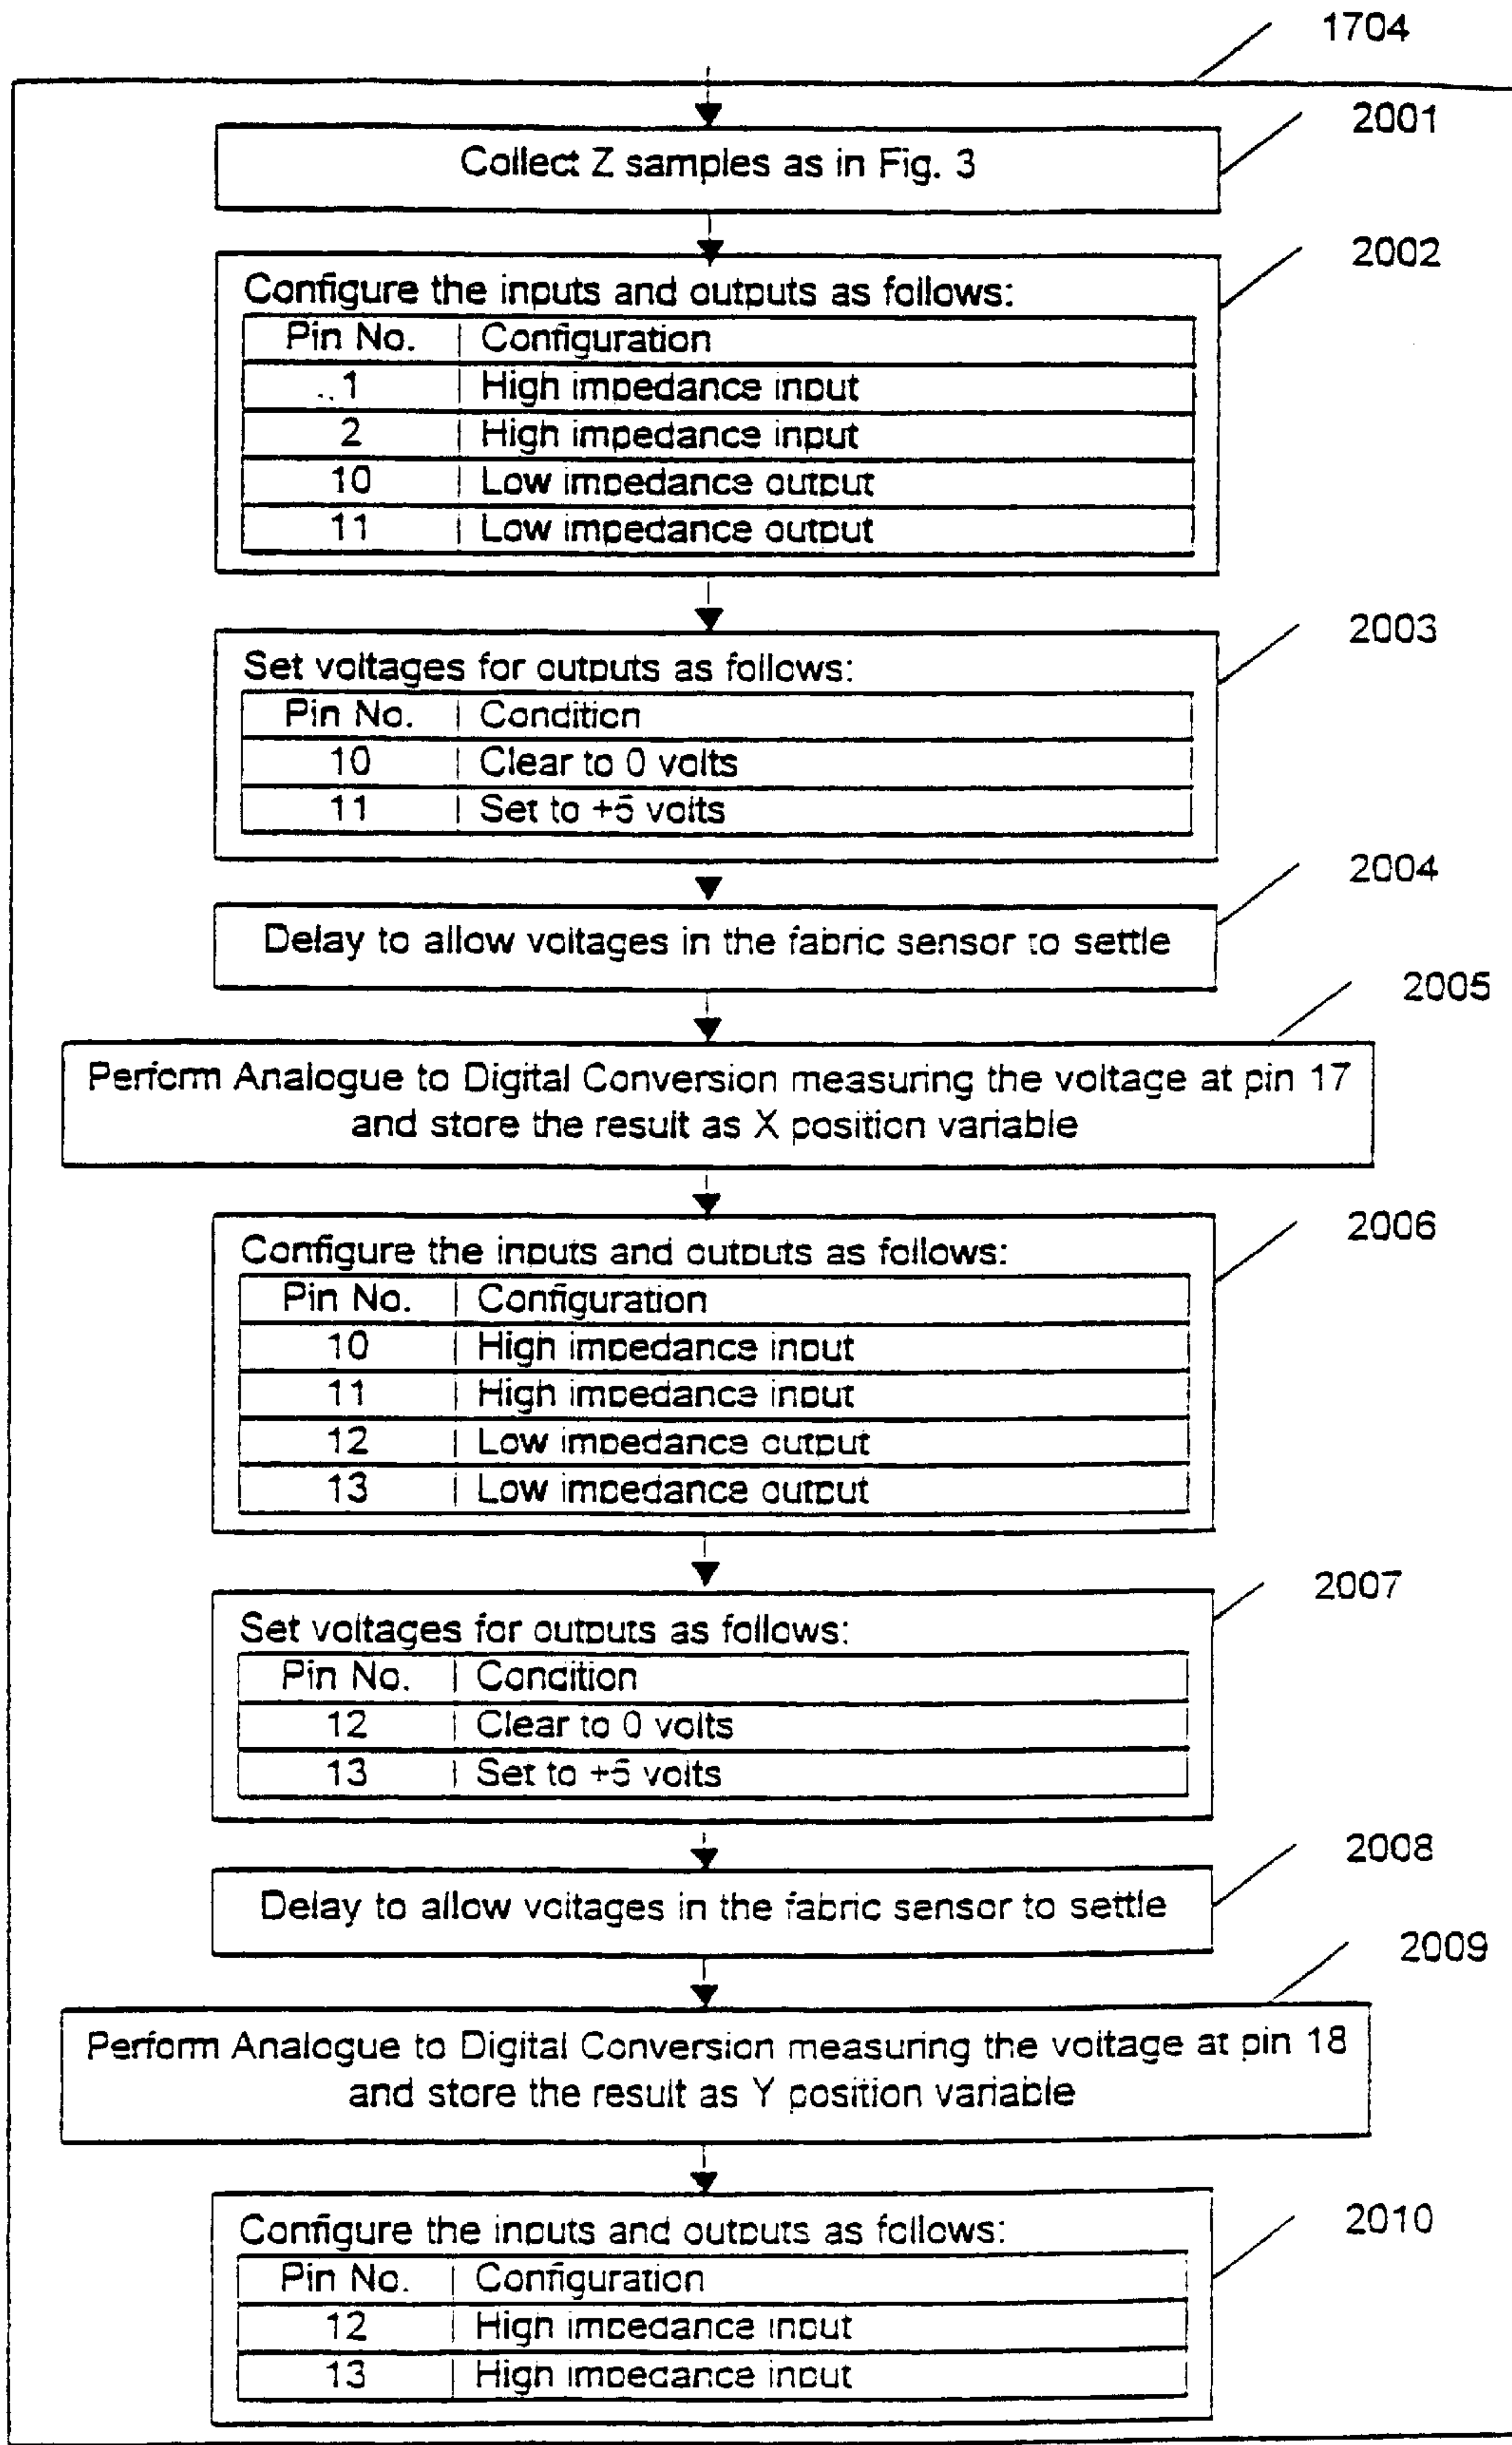 1704
2001
Collect Z samples as in Fig. 3
2002
Configure the inputs and outputs as follows:
Pin No. Configuration
1 High impedance input
2 High impedance input
10 Low impedance output
11 Low impedance output
2003
Set voltages for outputs as follows:
Pin No. Condition
10 Clear to 0 volts
11 Set to +5 volts
2004
Delay to allow voltages in the fabric sensor to settle
2005
Perform Analogue to Digital Conversion measuring the voltage at pin 17
and store the result as X position variable
2006
Configure the inputs and outputs as follows:
Pin No. Configuration
10 High impedance input
11 High impedance input
12 Low impedance output
13 Low impedance output
2007
Set voltages for outputs as follows:
Pin No. Condition
12 Clear to 0 volts
13 Set to +5 volts
2008
Delay to allow voltages in the fabric sensor to settle
2009
Perform Analogue to Digital Conversion measuring the voltage at pin 18
and store the result as Y position variable
2010
Configure the inputs and outputs as follows:
Pin No. Configuration
12 High impedance input
13 High impedance input